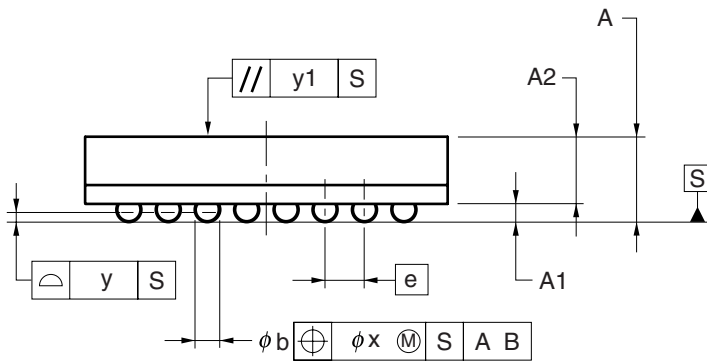 A
// y1 S
A2
S
⌓ y S
e
A1
ϕb ⌖ ϕx Ⓜ S A B